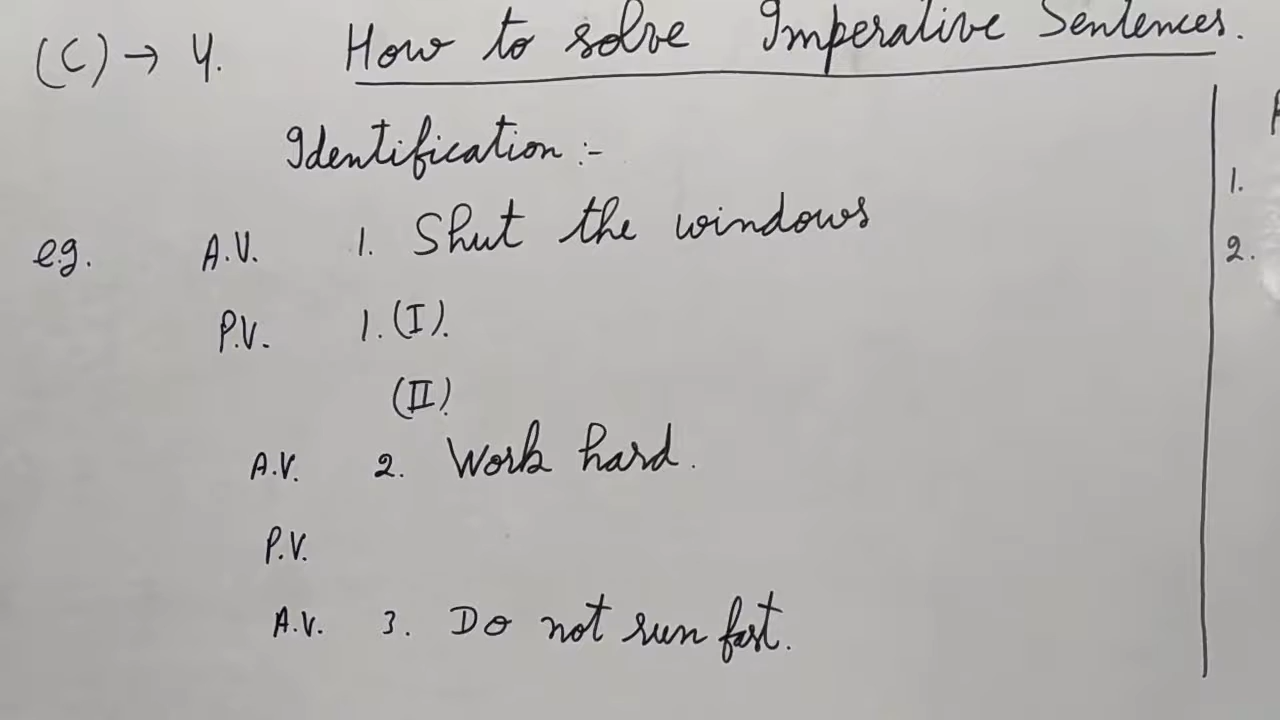 (C) → 4. How to solve Imperative Sentences.
Identification :-
e.g. A.V. 1. Shut the windows
P.V. 1. (I).
(II)
A.V. 2. Work hard.
P.V.
A.V. 3. Do not run fast.
1.
2.